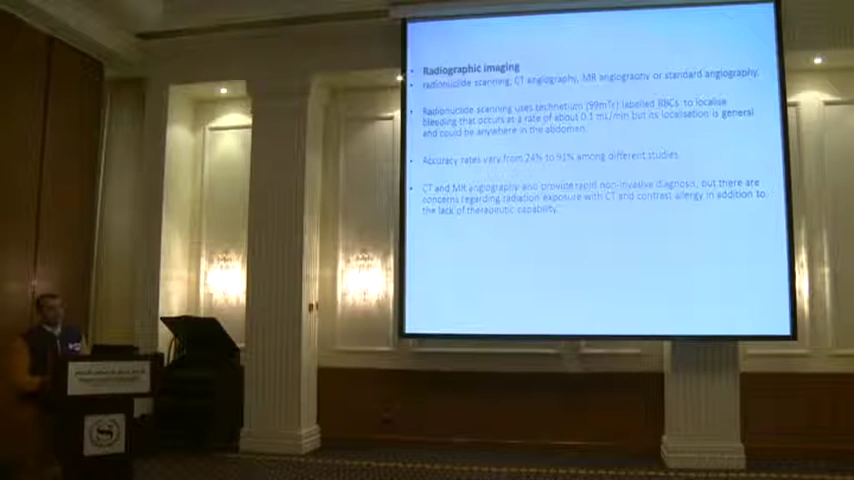 Radiographic imaging
radionuclide scanning, CT angiography, MR angiography or standard angiography.
Radionuclide scanning uses technetium (99mTc) labelled RBCs to localise
bleeding that occurs at a rate of about 0.1 mL/min but its localisation is general
and could be anywhere in the abdomen.
Accuracy rates vary from 24% to 91% among different studies.
CT and MR angiography also provide rapid non-invasive diagnosis, but there are
concerns regarding radiation exposure with CT and contrast allergy in addition to
the lack of therapeutic capability.
S